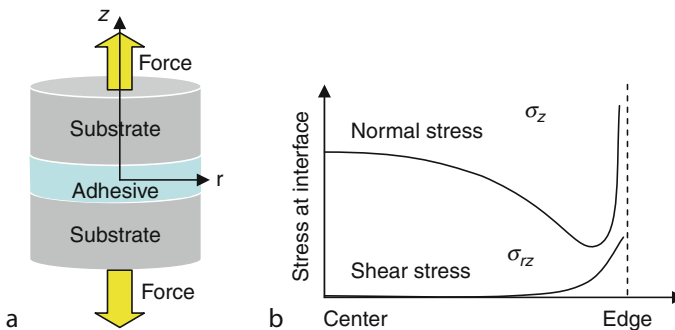 z
Force
Substrate
r
Adhesive
Substrate
Force
a
Stress at interface
Normal stress
σz
Shear stress
σrz
Center
Edge
b